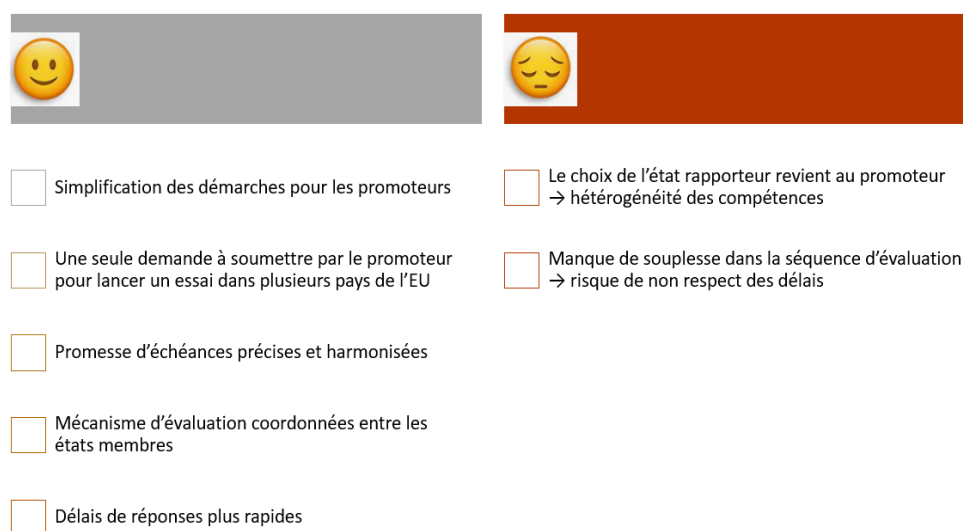 Simplification des démarches pour les promoteurs
Une seule demande à soumettre par le promoteur
pour lancer un essai dans plusieurs pays de l’EU
Promesse d’échéances précises et harmonisées
Mécanisme d’évaluation coordonnées entre les
états membres
Délais de réponses plus rapides
Le choix de l’état rapporteur revient au promoteur
→ hétérogénéité des compétences
Manque de souplesse dans la séquence d’évaluation
→ risque de non respect des délais